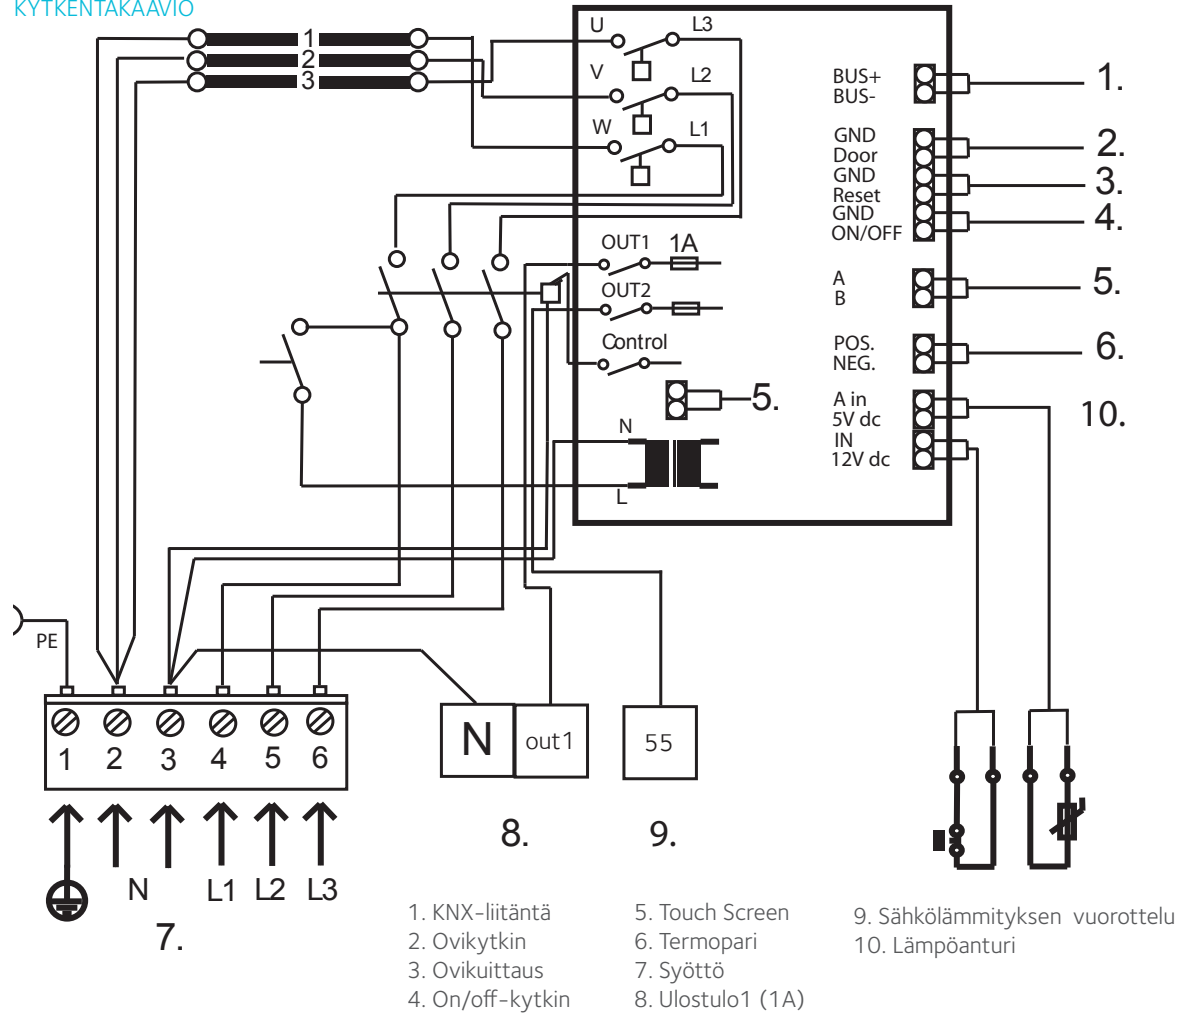 KYTKENTAKAAVIO
1
2
3
U
L3
V
L2
W
L1
BUS+
BUS-
1.
GND
Door
2.
GND
Reset
3.
GND
ON/OFF
4.
OUT1
1A
OUT2
Control
A
B
5.
POS.
NEG.
6.
5.
A in
5V dc
10.
IN
12V dc
N
L
PE
1 2 3 4 5 6
N
out1
55
N
L1
L2
L3
7.
8.
9.
1. KNX-liitäntä
2. Ovikytkin
3. Ovikuittaus
4. On/off-kytkin
5. Touch Screen
6. Termopari
7. Syöttö
8. Ulostulo1 (1A)
9. Sähkölämmityksen vuorottelu
10. Lämpöanturi